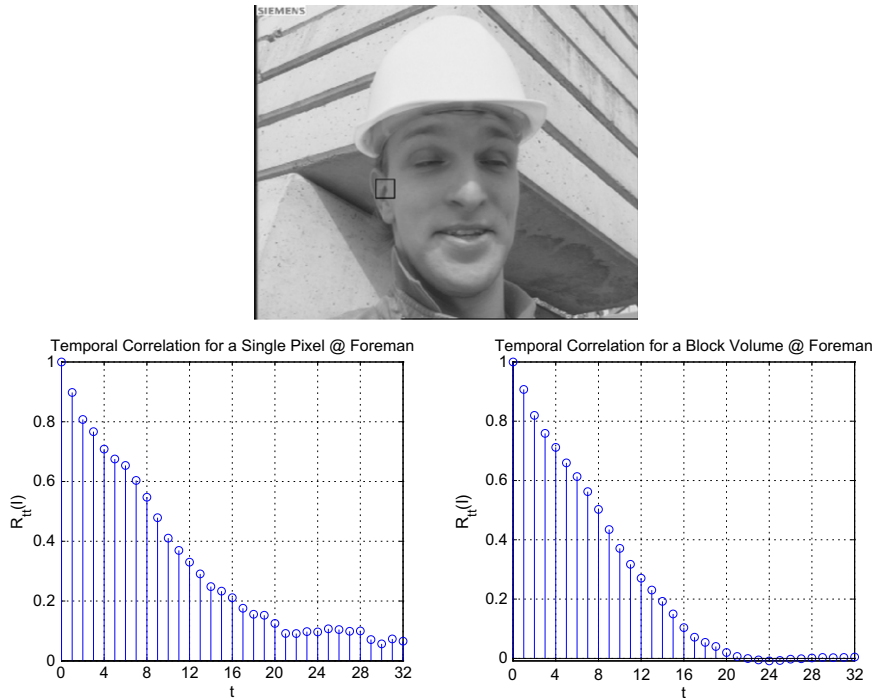 SIEMENS
Temporal Correlation for a Single Pixel @ Foreman
1
0.8
0.6
0.4
0.2
0
R_tt(l)
0 4 8 12 16 20 24 28 32
t
Temporal Correlation for a Block Volume @ Foreman
1
0.8
0.6
0.4
0.2
0
R_tt(l)
0 4 8 12 16 20 24 28 32
t